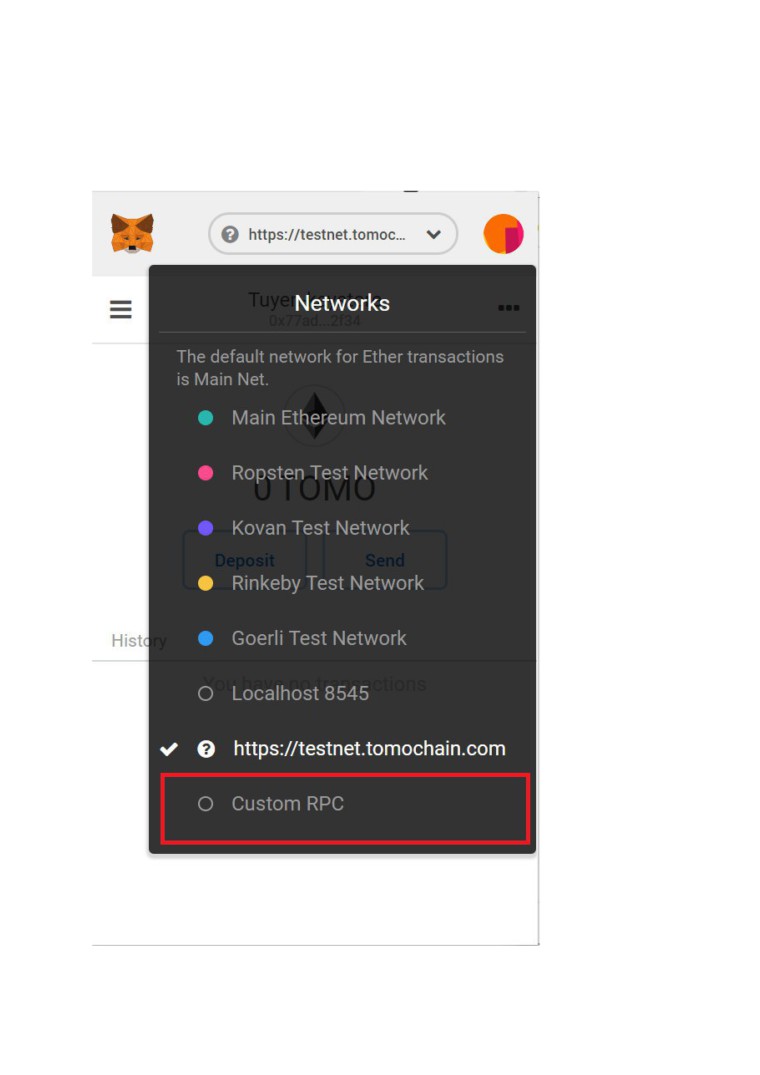 https://testnet.tomoc...
Networks
0x77ad...2f34
The default network for Ether transactions
is Main Net.
Main Ethereum Network
Ropsten Test Network
0 TOMO
Kovan Test Network
Deposit
Send
Rinkeby Test Network
History
Goerli Test Network
You have no transactions
Localhost 8545
https://testnet.tomochain.com
Custom RPC